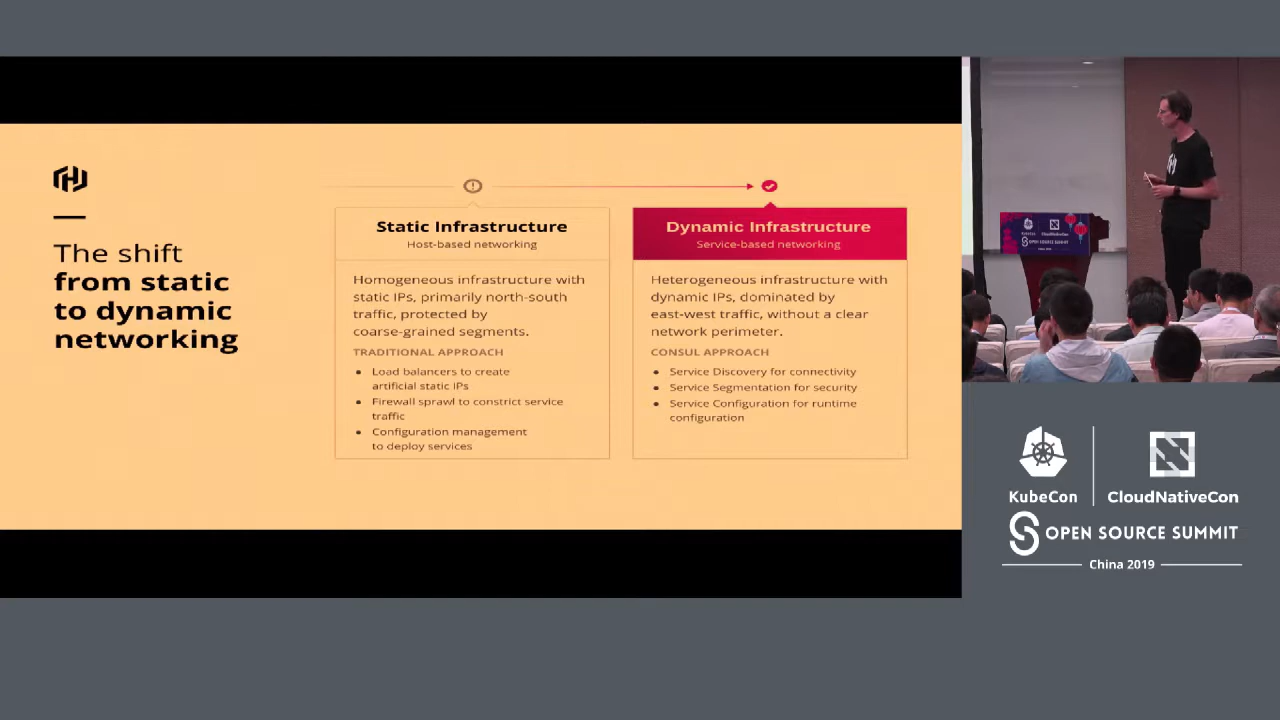 The shift
from static
to dynamic
networking
Static Infrastructure
Host-based networking
Homogeneous infrastructure with
static IPs, primarily north-south
traffic, protected by
coarse-grained segments.
TRADITIONAL APPROACH
• Load balancers to create
artificial static IPs
• Firewall sprawl to constrict service
traffic
• Configuration management
to deploy services
Dynamic Infrastructure
Service-based networking
Heterogeneous infrastructure with
dynamic IPs, dominated by
east-west traffic, without a clear
network perimeter.
CONSUL APPROACH
• Service Discovery for connectivity
• Service Segmentation for security
• Service Configuration for runtime
configuration
OPEN SOURCE SUMMIT
KubeCon
CloudNativeCon
OPEN SOURCE SUMMIT
China 2019